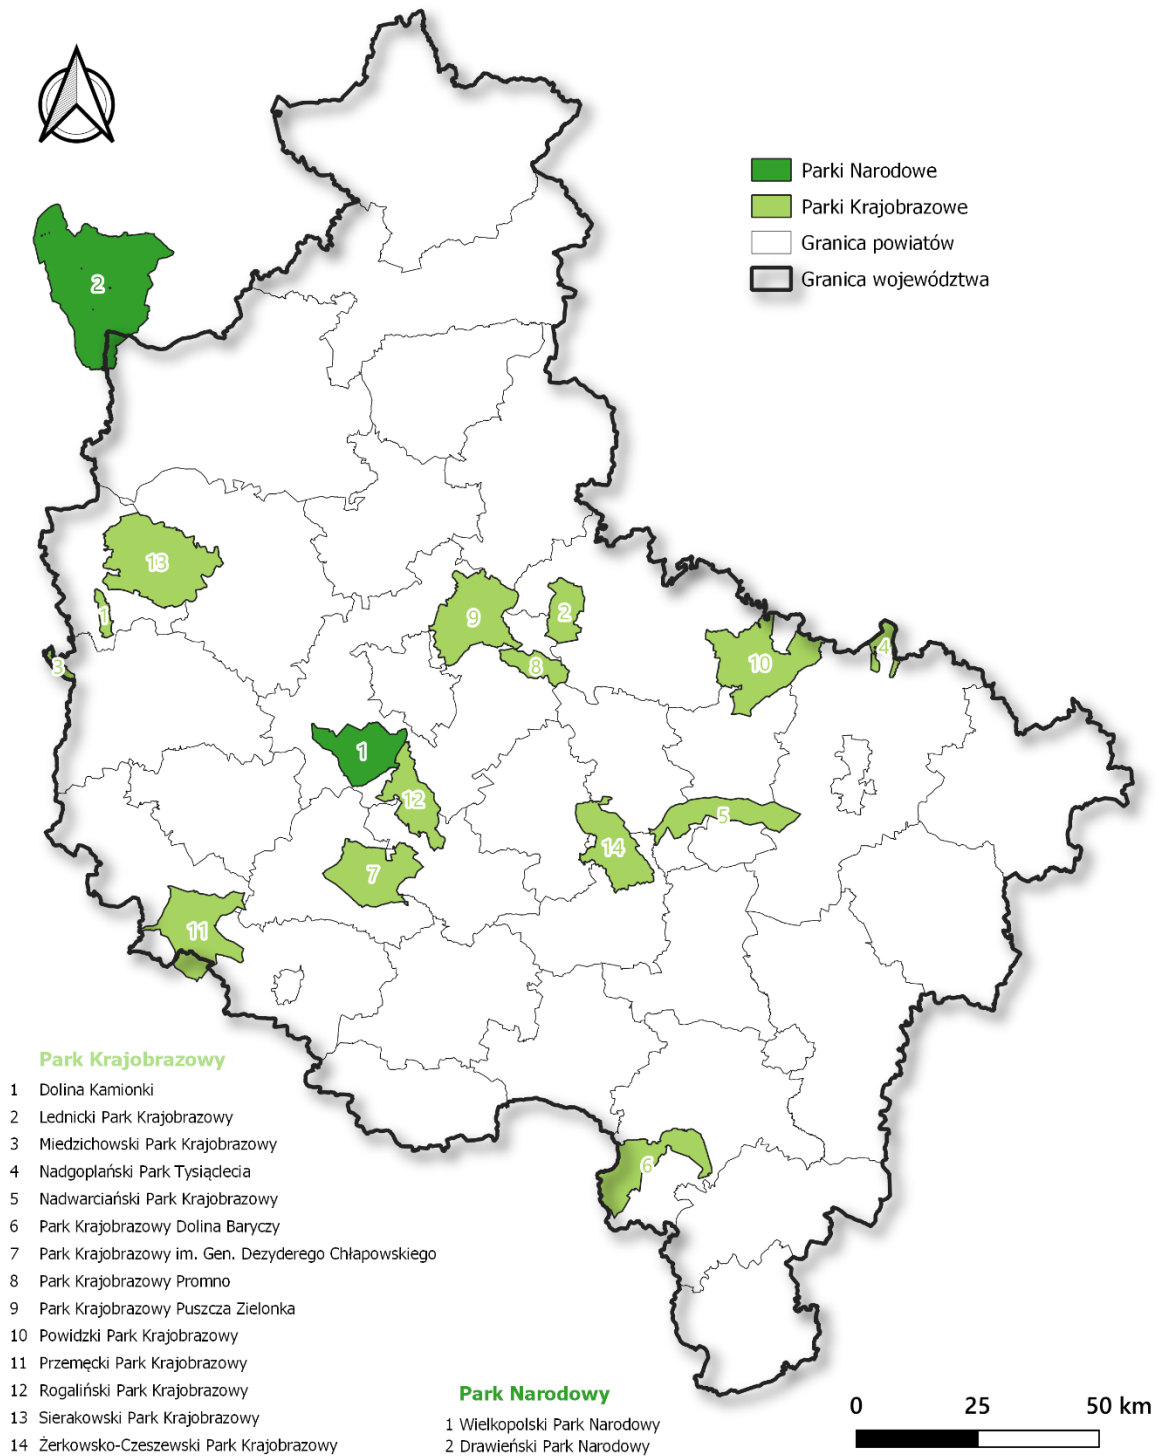 Parki Narodowe
Parki Krajobrazowe
Granica powiatów
Granica województwa
2
13
1
3
9
2
8
10
4
1
12
5
14
7
11
6
Park Krajobrazowy
1 Dolina Kamionki
2 Lednicki Park Krajobrazowy
3 Miedzichowski Park Krajobrazowy
4 Nadgoplański Park Tysiąclecia
5 Nadwarciański Park Krajobrazowy
6 Park Krajobrazowy Dolina Baryczy
7 Park Krajobrazowy im. Gen. Dezyderego Chłapowskiego
8 Park Krajobrazowy Promno
9 Park Krajobrazowy Puszcza Zielonka
10 Powidzki Park Krajobrazowy
11 Przemęcki Park Krajobrazowy
12 Rogaliński Park Krajobrazowy
13 Sierakowski Park Krajobrazowy
14 Żerkowsko-Czeszewski Park Krajobrazowy
Park Narodowy
1 Wielkopolski Park Narodowy
2 Drawieński Park Narodowy
0 25 50 km